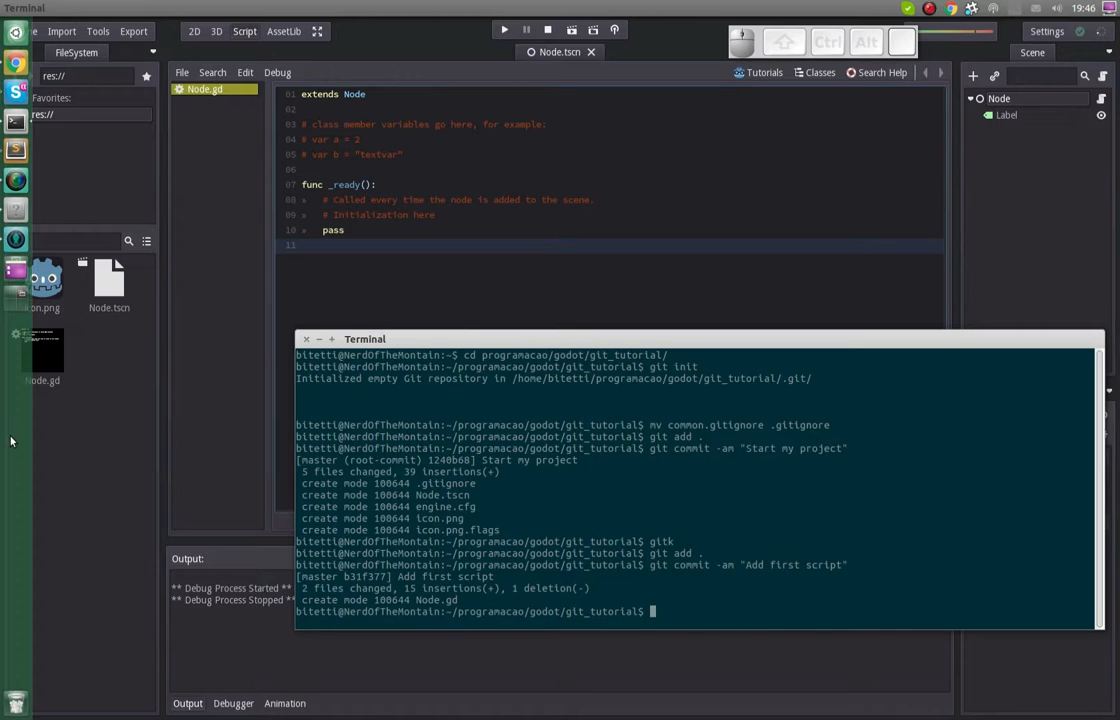 Terminal
19:46
Import
Project
Export
2D
3D
Script
AssetLib
Settings
Ctrl
Alt
FileSystem
Node.tscn
Scene
res://
File
Search
Edit
Debug
Tutorials
Classes
Search Help
Favorites:
res://
Node.gd
Node
Label
01 extends Node
02
03 # class member variables go here, for example:
04 # var a = 2
05 # var b = "textvar"
06
07 func _ready():
08 » # Called every time the node is added to the scene.
09 » # Initialization here
10 » pass
11
icon.png
Node.tscn
Node.gd
Terminal
bitetti@NerdOfTheMontain:~$ cd programacao/godot/git_tutorial/
bitetti@NerdOfTheMontain:~/programacao/godot/git_tutorial$ git init
Initialized empty Git repository in /home/bitetti/programacao/godot/git_tutorial/.git/
bitetti@NerdOfTheMontain:~/programacao/godot/git_tutorial$ mv common.gitignore .gitignore
bitetti@NerdOfTheMontain:~/programacao/godot/git_tutorial$ git add .
bitetti@NerdOfTheMontain:~/programacao/godot/git_tutorial$ git commit -am "Start my project"
[master (root-commit) 1240b68] Start my project
5 files changed, 39 insertions(+)
create mode 100644 .gitignore
create mode 100644 Node.tscn
create mode 100644 engine.cfg
create mode 100644 icon.png
create mode 100644 icon.png.flags
bitetti@NerdOfTheMontain:~/programacao/godot/git_tutorial$ gitk
bitetti@NerdOfTheMontain:~/programacao/godot/git_tutorial$ git add .
bitetti@NerdOfTheMontain:~/programacao/godot/git_tutorial$ git commit -am "Add first script"
[master b31f377] Add first script
2 files changed, 15 insertions(+), 1 deletion(-)
create mode 100644 Node.gd
bitetti@NerdOfTheMontain:~/programacao/godot/git_tutorial$
Output:
** Debug Process Started **
** Debug Process Stopped **
Output
Debugger
Animation